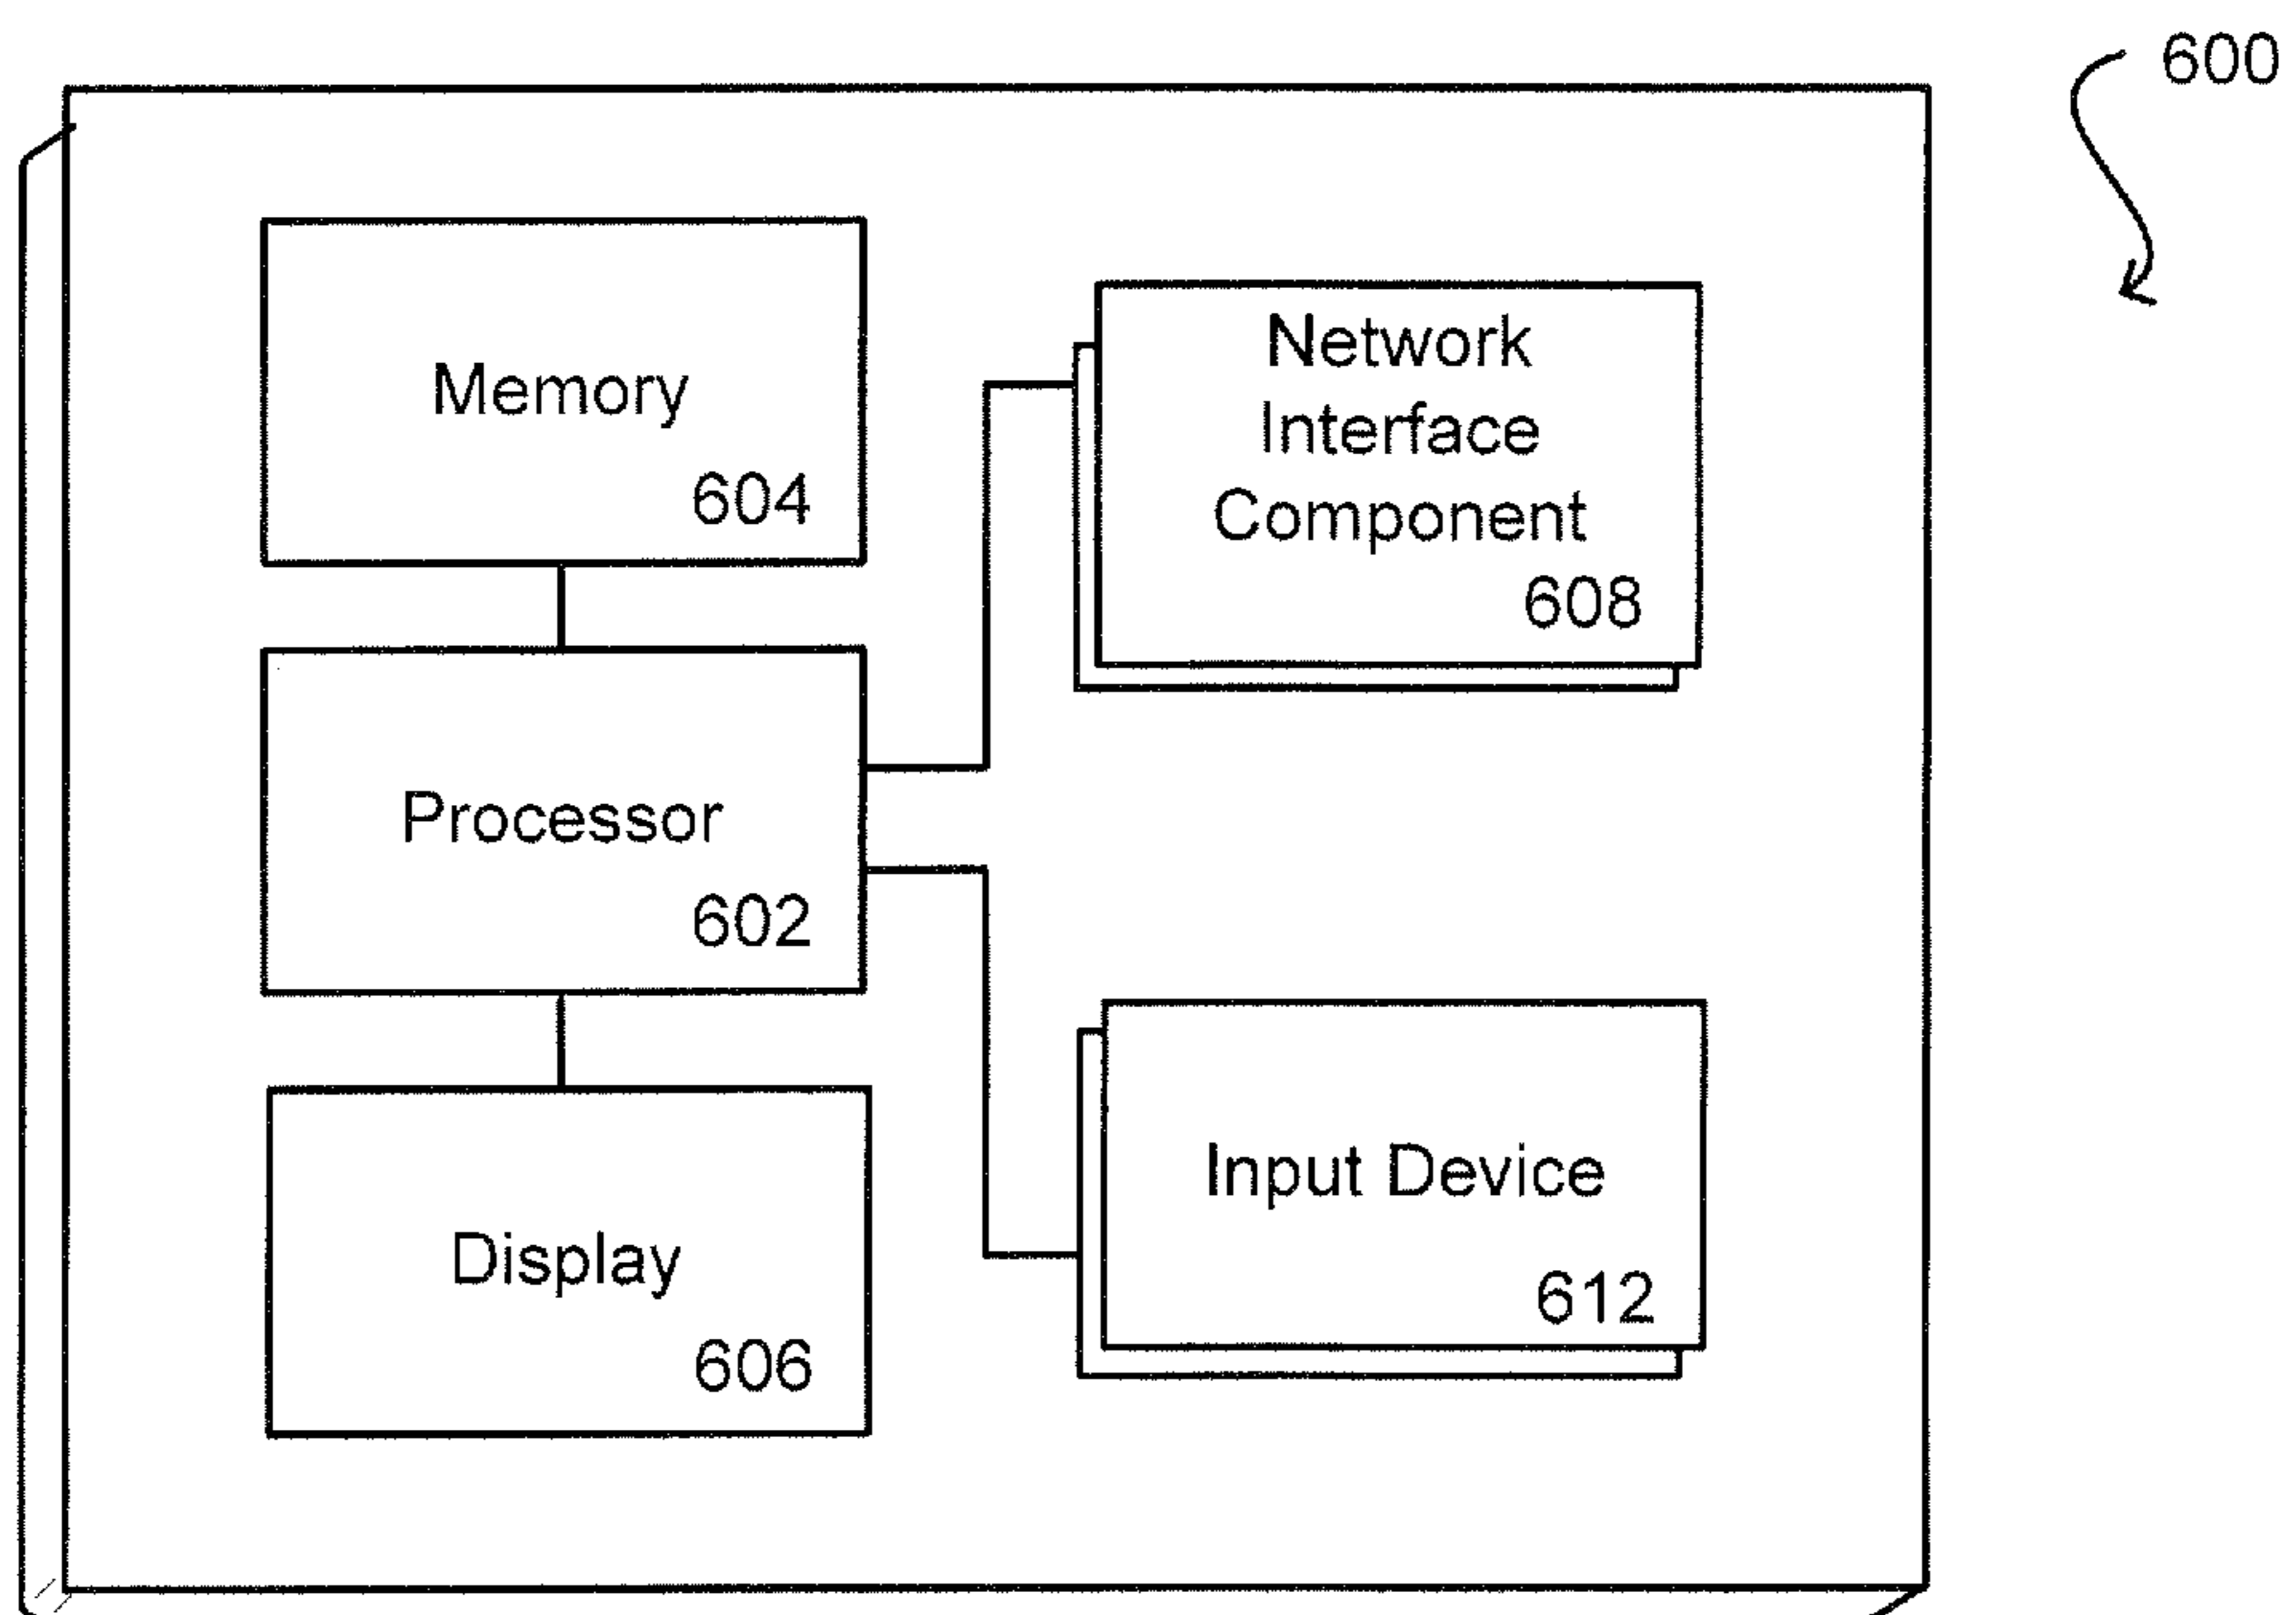 600
Memory
604
Network
Interface
Component
608
Processor
602
Input Device
612
Display
606